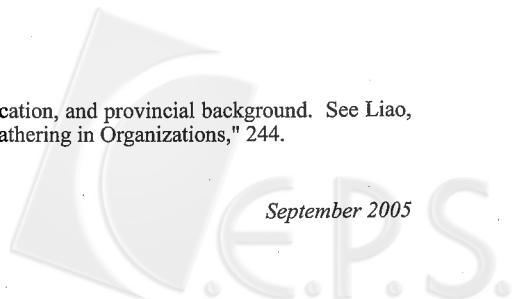 cation, and provincial background. See Liao,
athering in Organizations," 244.
September 2005
C.E.P.S.